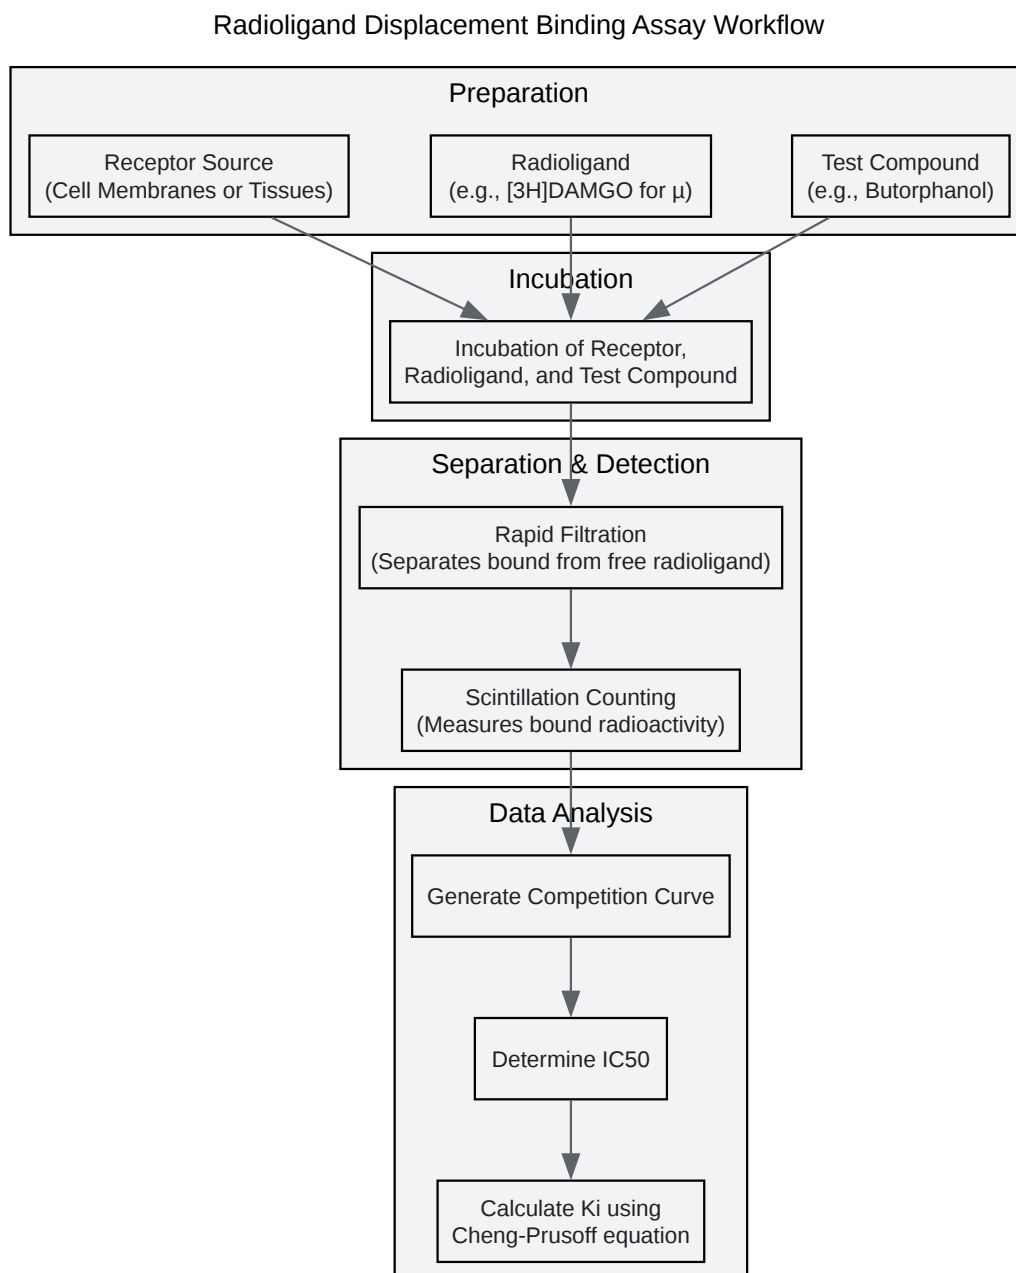 Radioligand Displacement Binding Assay Workflow
Preparation
Receptor Source
(Cell Membranes or Tissues)
Radioligand
(e.g., [3H]DAMGO for µ)
Test Compound
(e.g., Butorphanol)
Incubation
Incubation of Receptor,
Radioligand, and Test Compound
Separation & Detection
Rapid Filtration
(Separates bound from free radioligand)
Scintillation Counting
(Measures bound radioactivity)
Data Analysis
Generate Competition Curve
Determine IC50
Calculate Ki using
Cheng-Prusoff equation